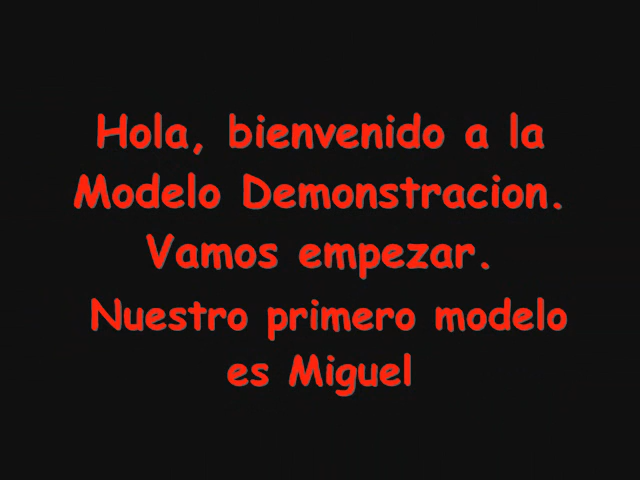 Hola, bienvenido a la
Modelo Demonstracion.
Vamos empezar.
Nuestro primero modelo
es Miguel